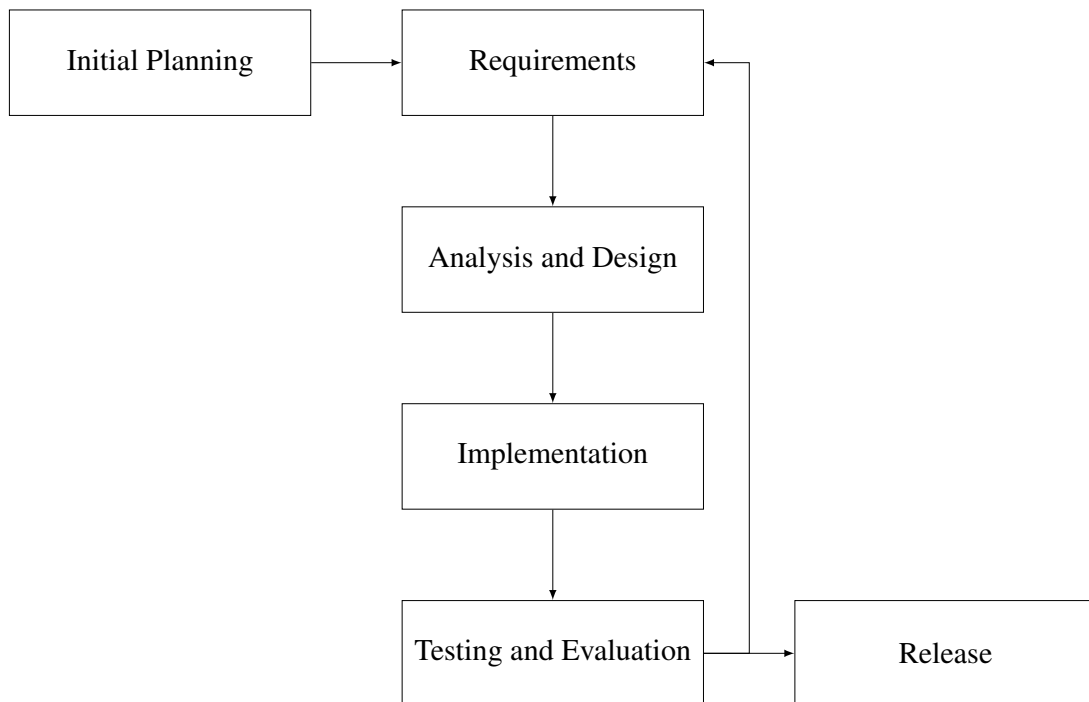 Initial Planning
Requirements
Analysis and Design
Implementation
Testing and Evaluation
Release